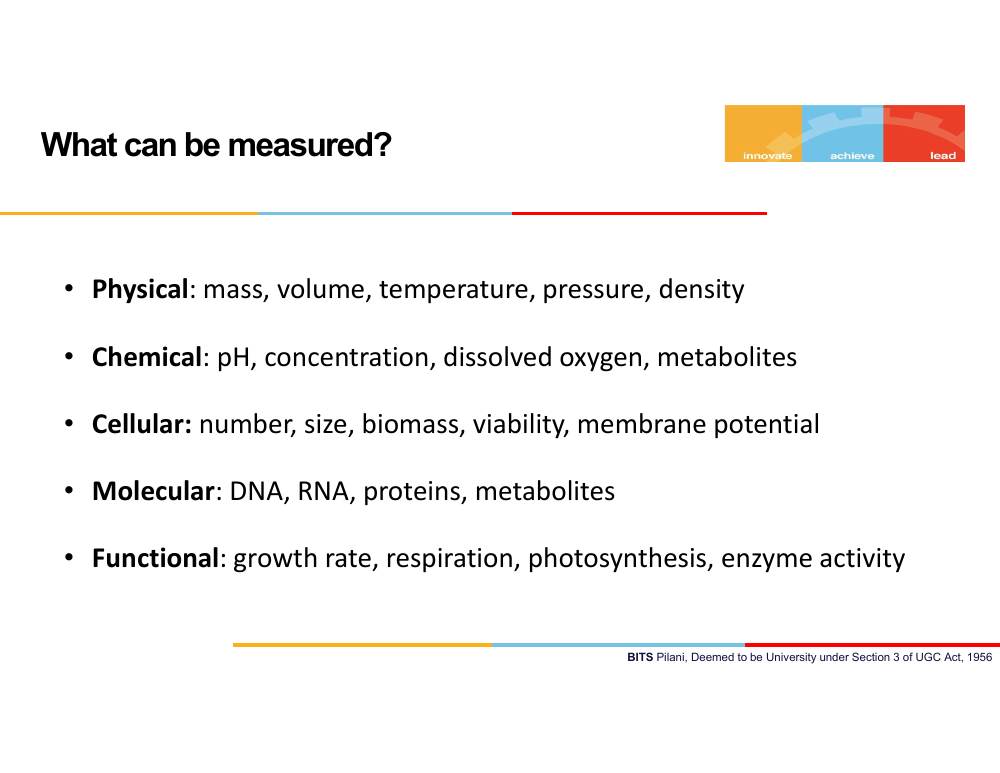 What can be measured?
innovate achieve lead
• Physical: mass, volume, temperature, pressure, density
• Chemical: pH, concentration, dissolved oxygen, metabolites
• Cellular: number, size, biomass, viability, membrane potential
• Molecular: DNA, RNA, proteins, metabolites
• Functional: growth rate, respiration, photosynthesis, enzyme activity
BITS Pilani, Deemed to be University under Section 3 of UGC Act, 1956